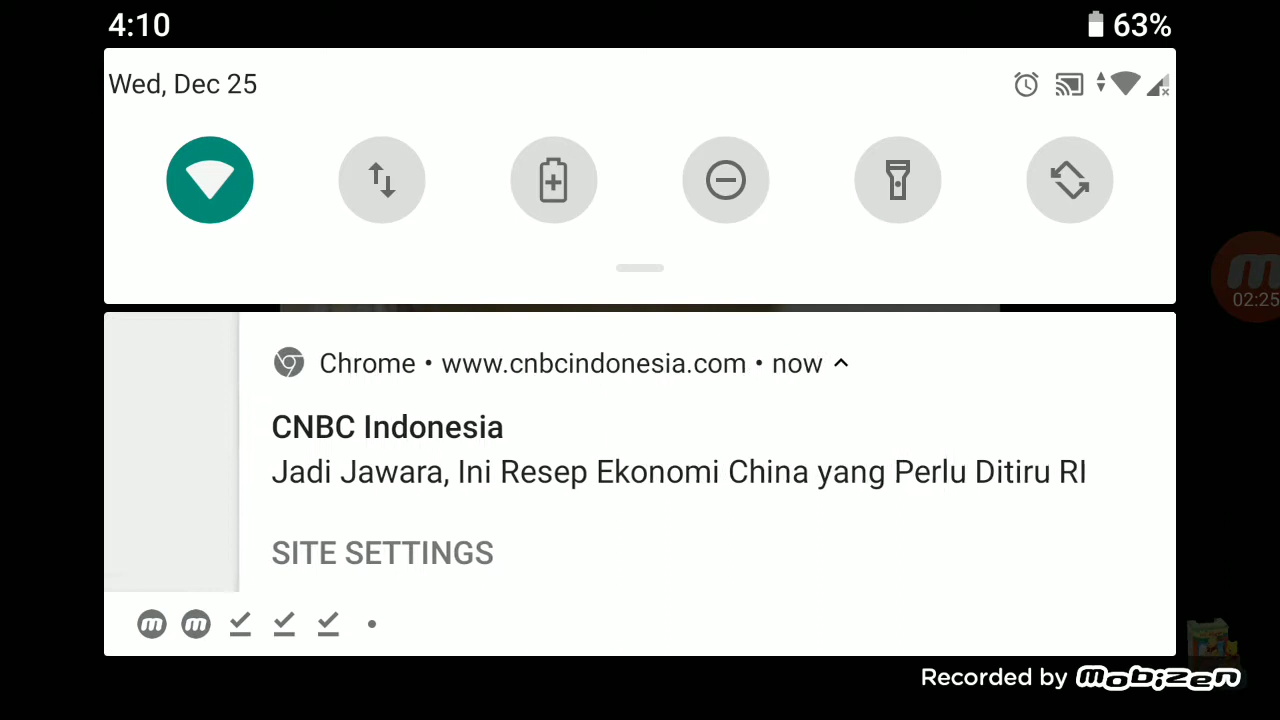 4:10
63%
Wed, Dec 25
02:25
Chrome • www.cnbcindonesia.com • now
CNBC Indonesia
Jadi Jawara, Ini Resep Ekonomi China yang Perlu Ditiru RI
SITE SETTINGS
Recorded by mobizen